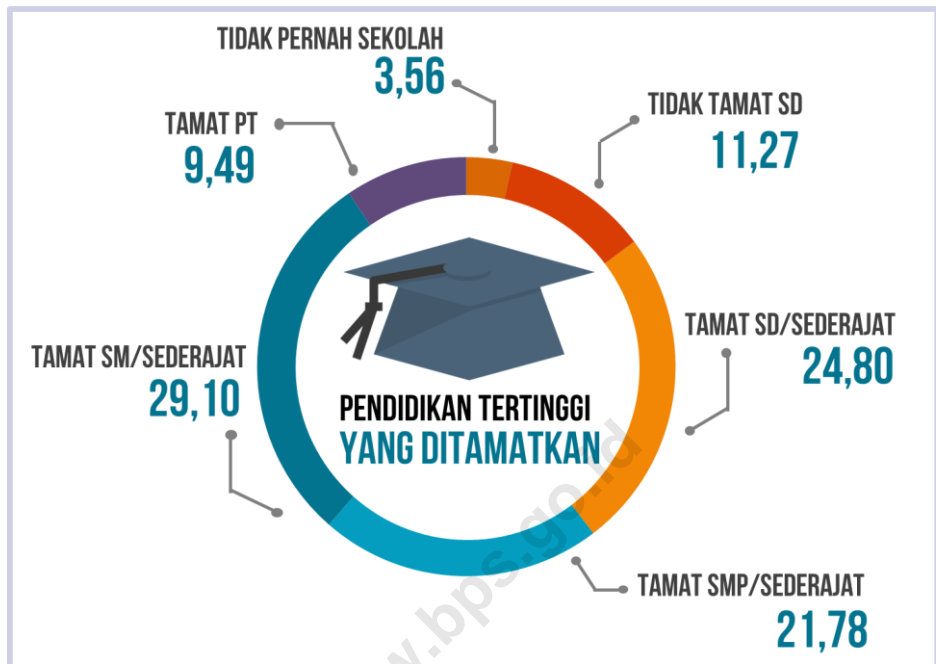 TIDAK PERNAH SEKOLAH
3,56
TIDAK TAMAT SD
11,27
TAMAT PT
9,49
TAMAT SD/SEDERAJAT
24,80
TAMAT SM/SEDERAJAT
29,10
PENDIDIKAN TERTINGGI
YANG DITAMATKAN
TAMAT SMP/SEDERAJAT
21,78
w.bps.go.id